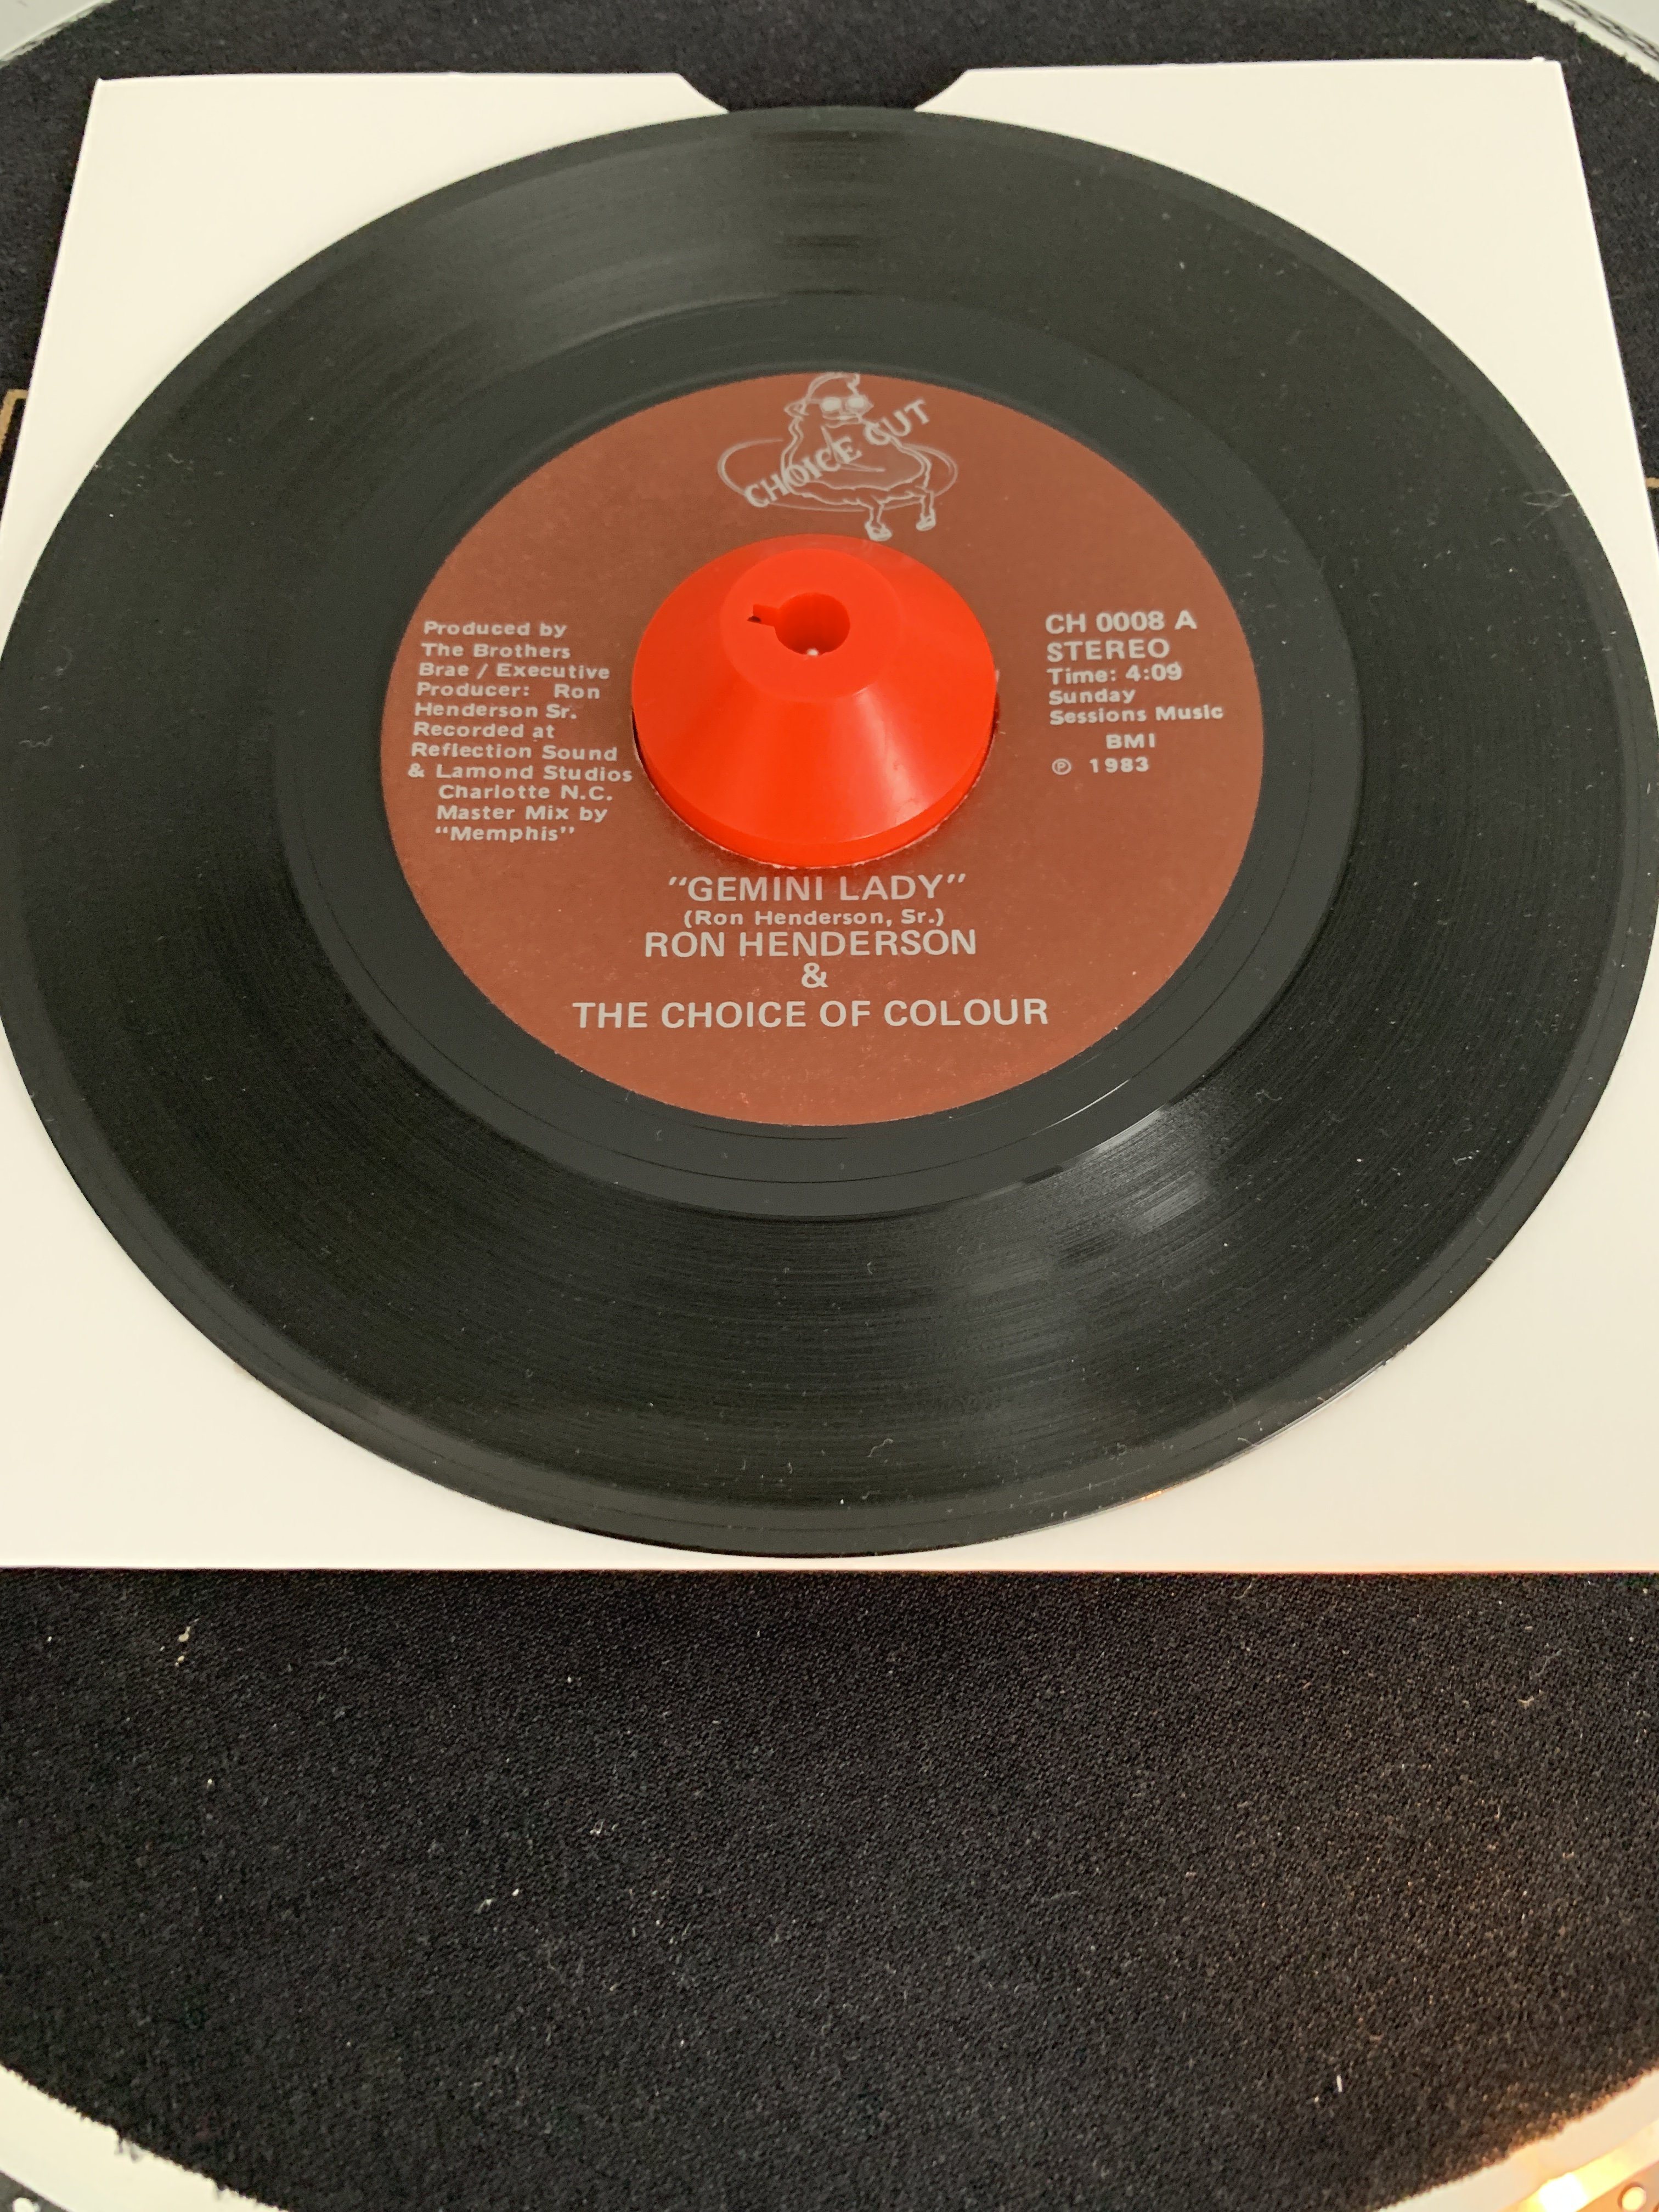 CHOICE CUT
Produced by
The Brothers
Brae / Executive
Producer: Ron
Henderson Sr.
Recorded at
Reflection Sound
& Lamond Studios
Charlotte N.C.
Master Mix by
“Memphis”
CH 0008 A
STEREO
Time: 4:09
Sunday
Sessions Music
BMI
℗ 1983
"GEMINI LADY"
(Ron Henderson, Sr.)
RON HENDERSON
&
THE CHOICE OF COLOUR